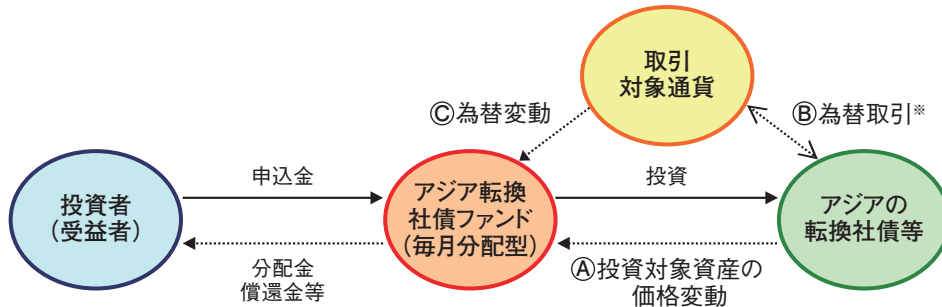 取引
対象通貨
Ⓒ為替変動
Ⓑ為替取引※
投資者
(受益者)
申込金
分配金
償還金等
アジア転換
社債ファンド
(毎月分配型)
投資
Ⓐ投資対象資産の
価格変動
アジアの
転換社債等